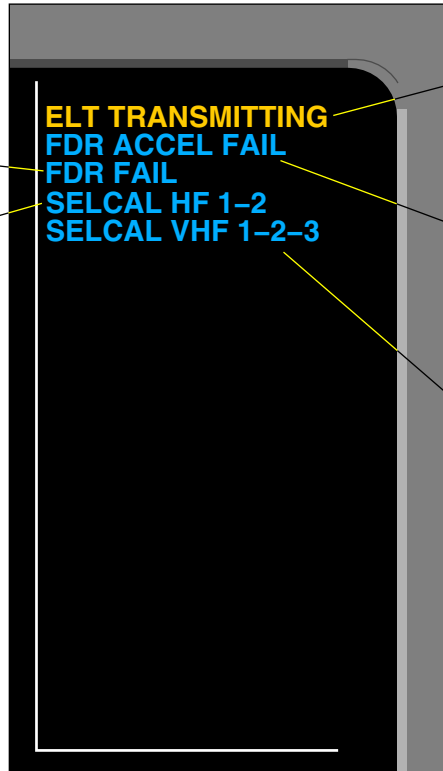 ELT TRANSMITTING
FDR ACCEL FAIL
FDR FAIL
SELCAL HF 1–2
SELCAL VHF 1–2–3